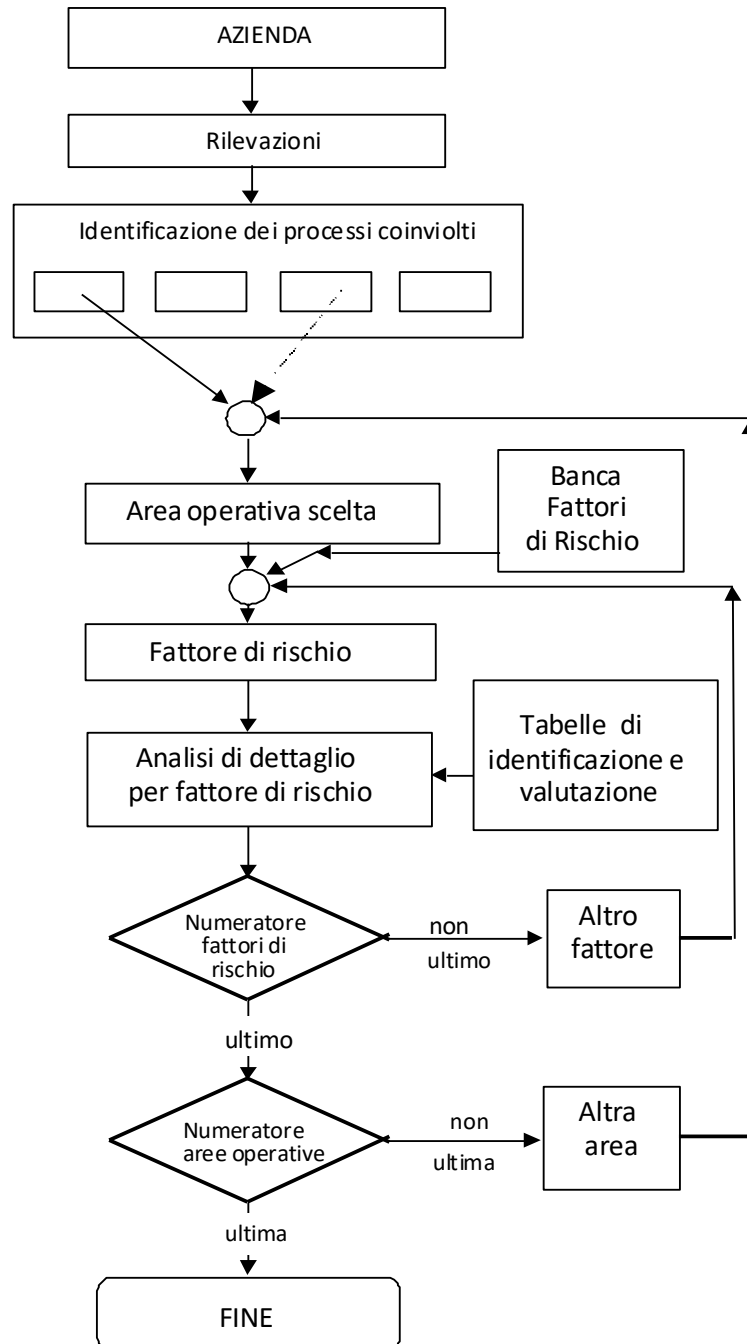 AZIENDA
Rilevazioni
Identificazione dei processi coinviolti
Banca
Fattori
di Rischio
Area operativa scelta
Fattore di rischio
Tabelle di
identificazione e
valutazione
Analisi di dettaglio
per fattore di rischio
Numeratore
fattori di
rischio
non
ultimo
Altro
fattore
ultimo
Numeratore
aree operative
non
ultima
Altra
area
ultima
FINE